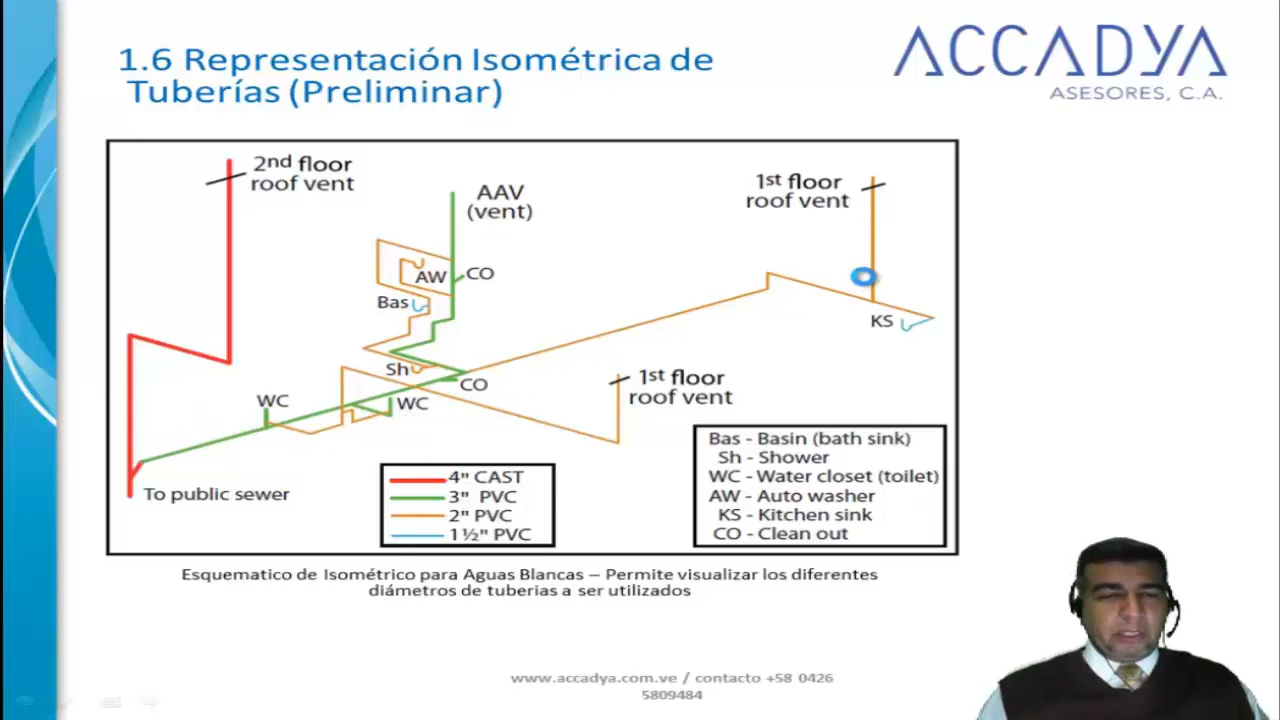 1.6 Representación Isométrica de
Tuberías (Preliminar)
ACCADYA
ASESORES, C.A.
2nd floor
roof vent
AAV
(vent)
1st floor
roof vent
AW
CO
Bas
KS
Sh
CO
1st floor
roof vent
WC
WC
To public sewer
4" CAST
3" PVC
2" PVC
1½" PVC
Bas - Basin (bath sink)
Sh - Shower
WC - Water closet (toilet)
AW - Auto washer
KS - Kitchen sink
CO - Clean out
Esquematico de Isométrico para Aguas Blancas – Permite visualizar los diferentes
diámetros de tuberias a ser utilizados
www.accadya.com.ve / contacto +58 0426
5809484